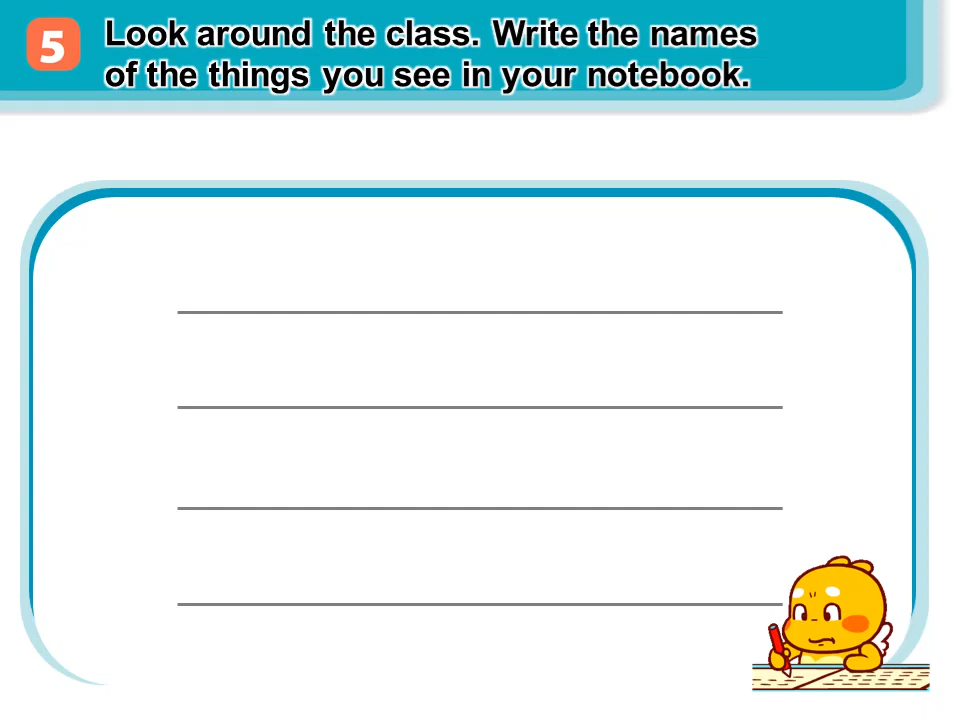 5
Look around the class. Write the names
of the things you see in your notebook.